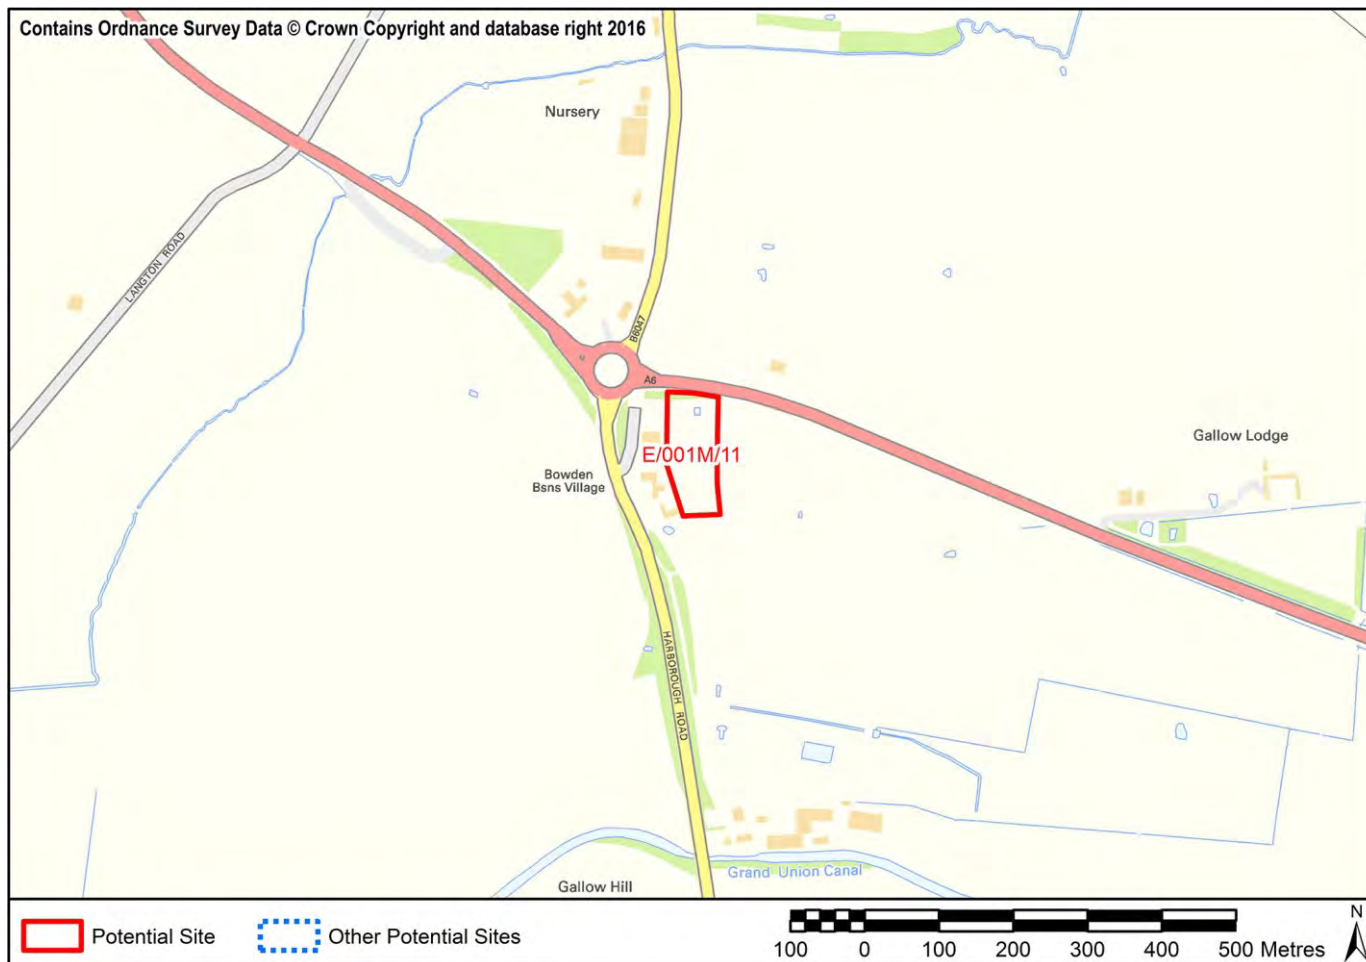 Contains Ordnance Survey Data © Crown Copyright and database right 2016
Nursery
LANGTON ROAD
B6047
A6
Gallow Lodge
E/001M/11
Bowden
Bsns Village
HARBOROUGH ROAD
Grand Union Canal
Gallow Hill
Potential Site
Other Potential Sites
100 0 100 200 300 400 500 Metres
N